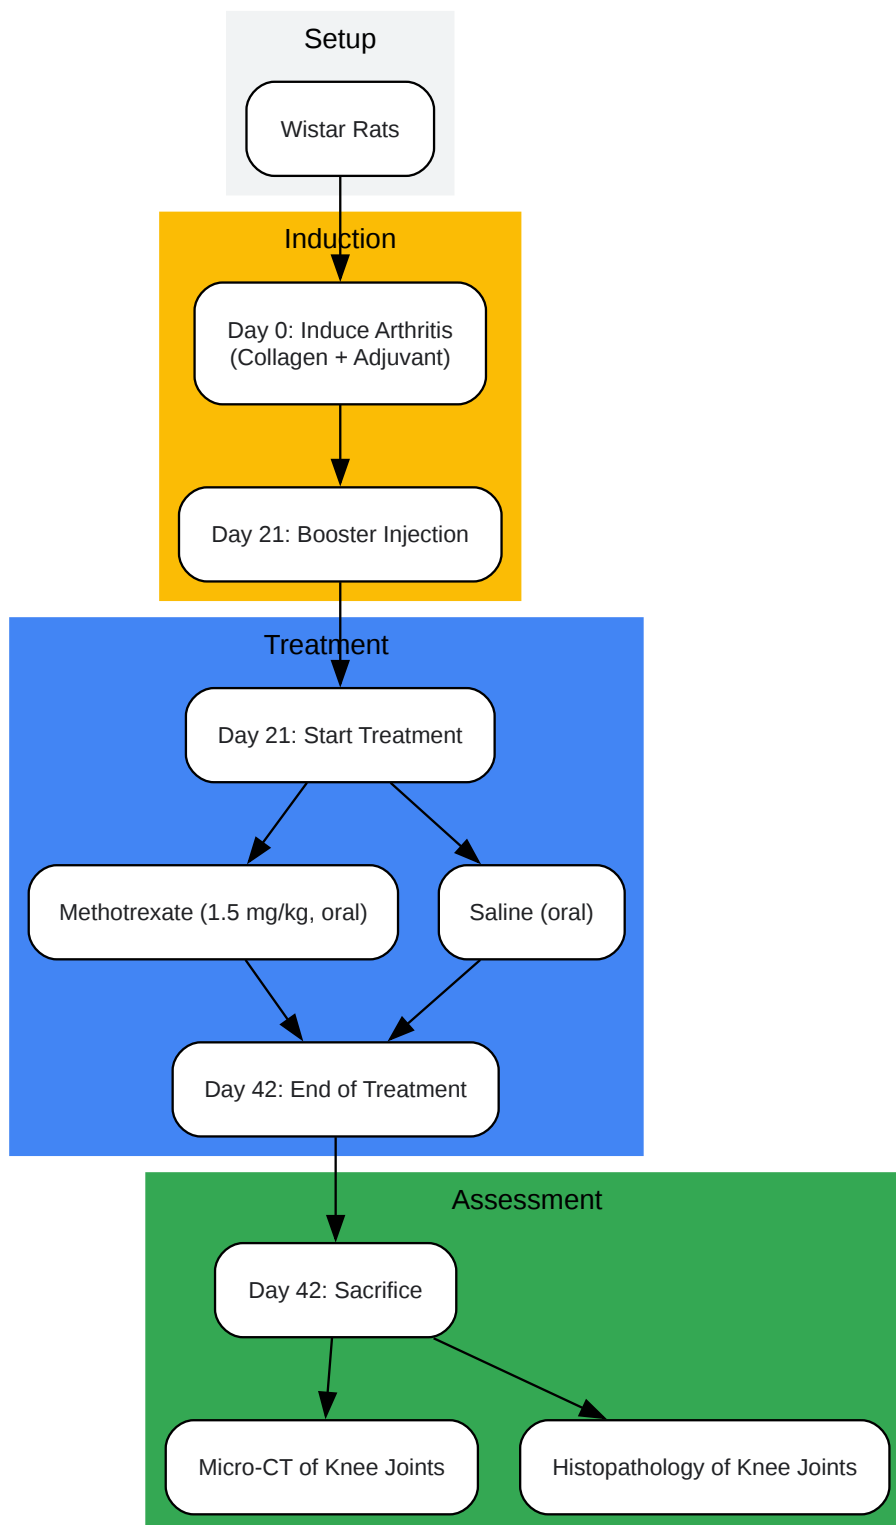 Setup
Wistar Rats
Induction
Day 0: Induce Arthritis
(Collagen + Adjuvant)
Day 21: Booster Injection
Treatment
Day 21: Start Treatment
Methotrexate (1.5 mg/kg, oral)
Saline (oral)
Day 42: End of Treatment
Assessment
Day 42: Sacrifice
Micro-CT of Knee Joints
Histopathology of Knee Joints